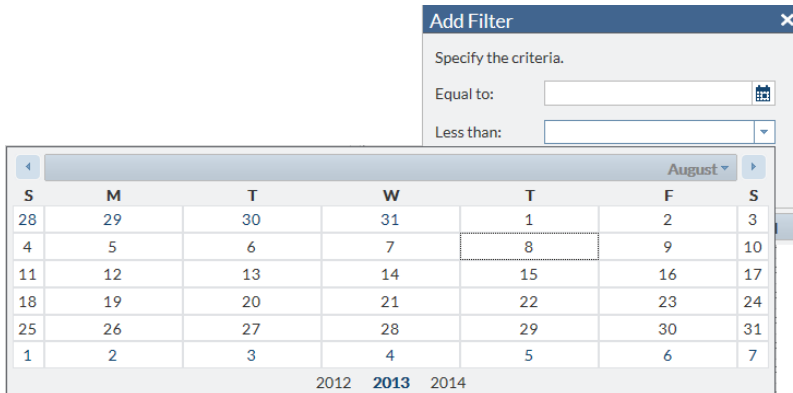 Add Filter
Specify the criteria.
Equal to:
Less than:
August
S M T W T F S
28 29 30 31 1 2 3
4 5 6 7 8 9 10
11 12 13 14 15 16 17
18 19 20 21 22 23 24
25 26 27 28 29 30 31
1 2 3 4 5 6 7
2012 2013 2014